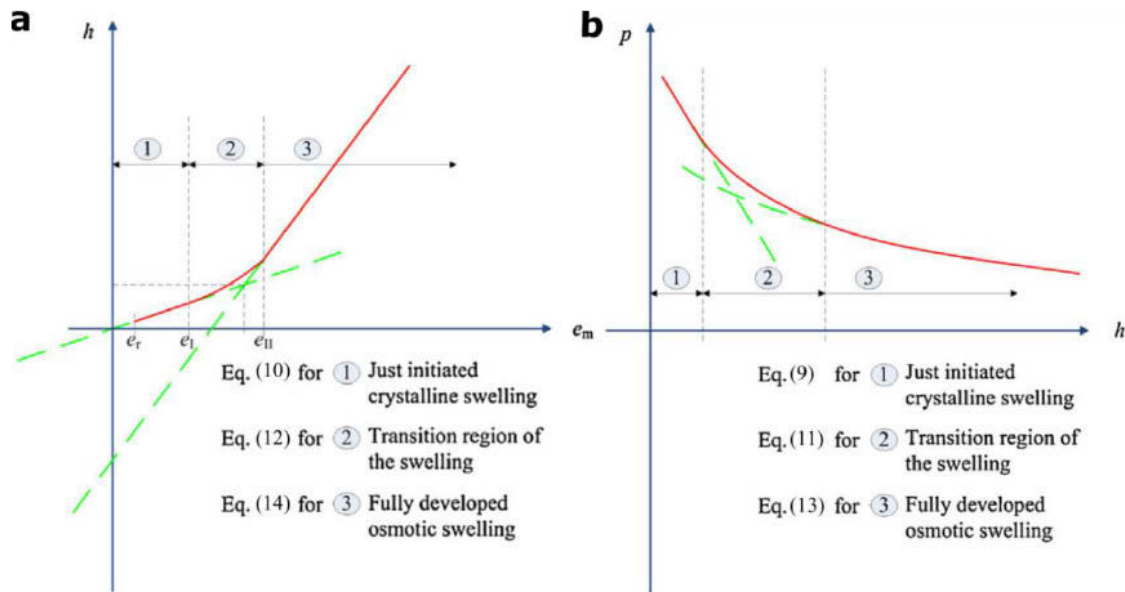 a
h
1
2
3
e_r
e_I
e_II
Eq. (10) for 1 Just initiated
crystalline swelling
Eq. (12) for 2 Transition region of
the swelling
Eq. (14) for 3 Fully developed
osmotic swelling
b
p
1
2
3
e_m
h
Eq. (9) for 1 Just initiated
crystalline swelling
Eq. (11) for 2 Transition region of
the swelling
Eq. (13) for 3 Fully developed
osmotic swelling